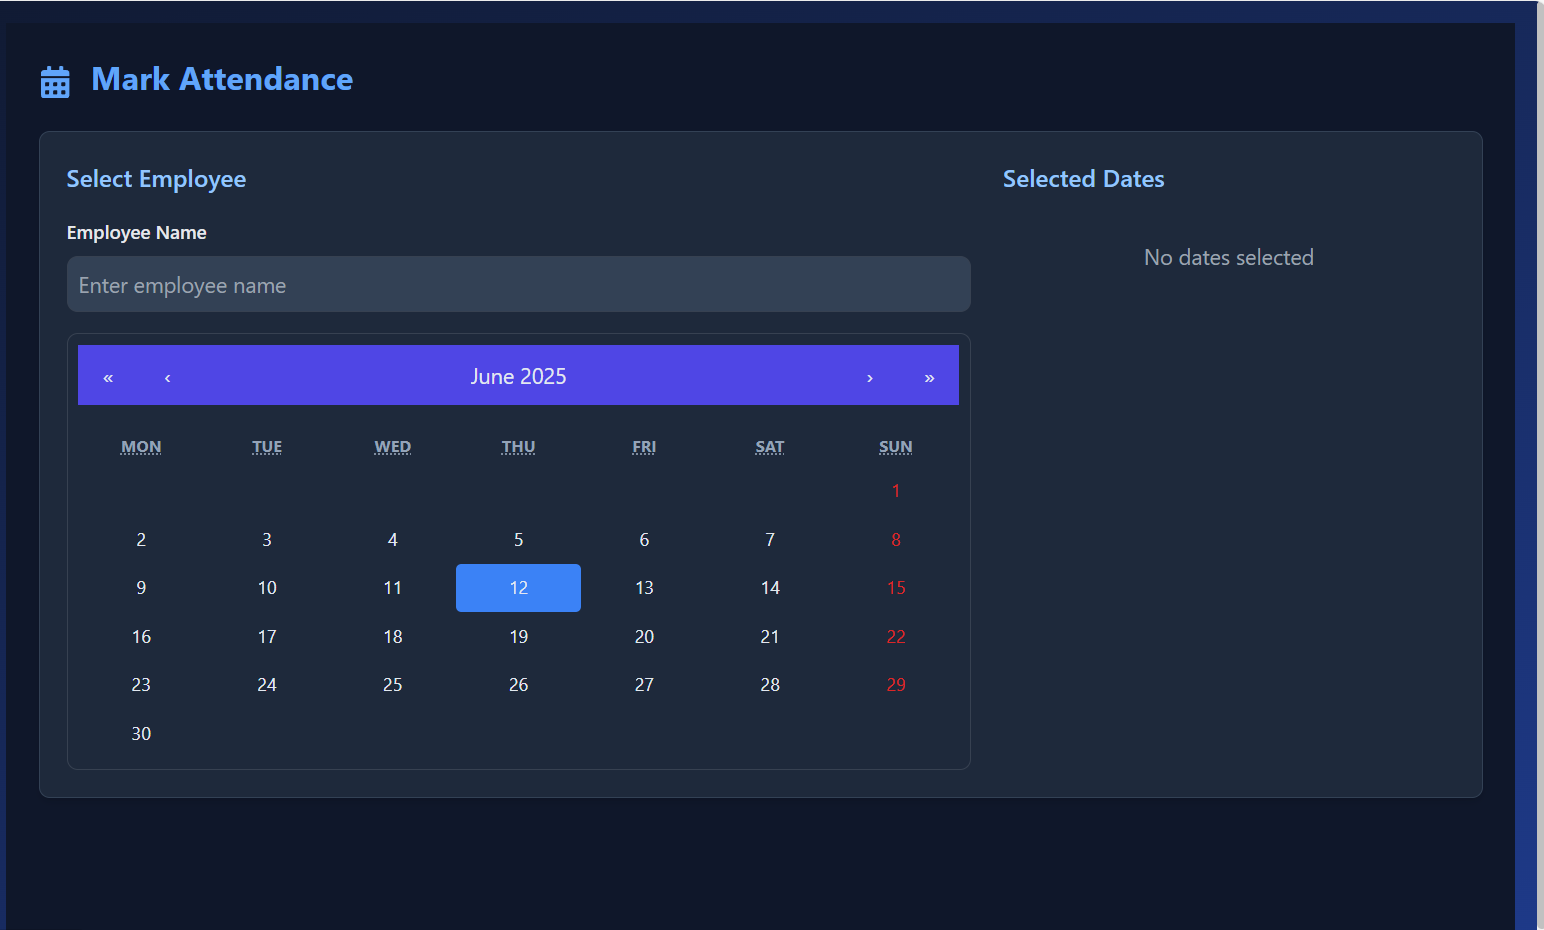 Mark Attendance
Select Employee
Employee Name
Enter employee name
« ‹ June 2025 › »
MON TUE WED THU FRI SAT SUN
1
2 3 4 5 6 7 8
9 10 11 12 13 14 15
16 17 18 19 20 21 22
23 24 25 26 27 28 29
30
Selected Dates
No dates selected